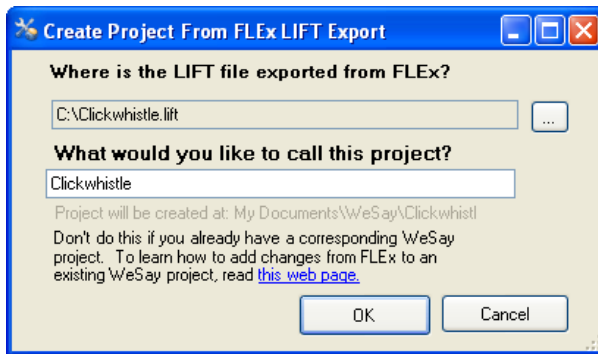 Create Project From FLEx LIFT Export
Where is the LIFT file exported from FLEx?
C:\Clickwhistle.lift
...
What would you like to call this project?
Clickwhistle
Project will be created at: My Documents\WeSay\Clickwhistl
Don't do this if you already have a corresponding WeSay
project. To learn how to add changes from FLEx to an
existing WeSay project, read this web page.
OK
Cancel